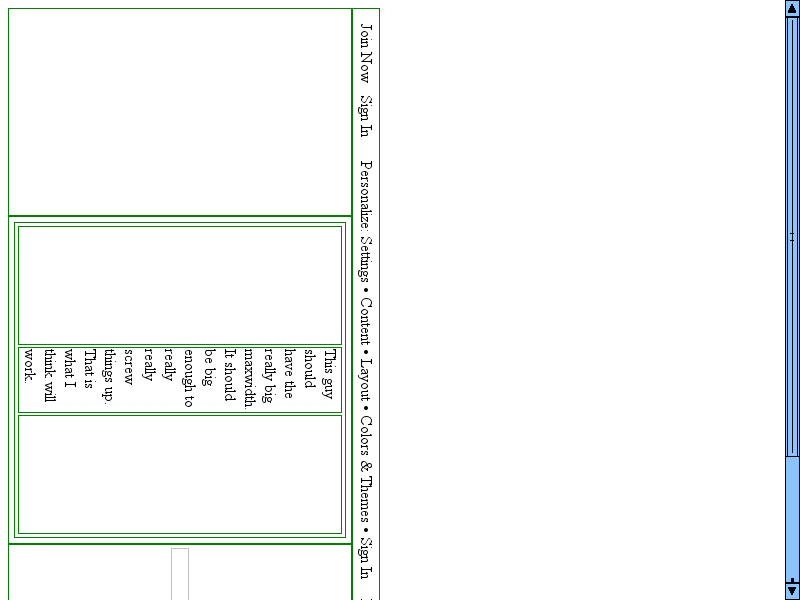 Join Now Sign In Personalize: Settings • Content • Layout • Colors & Themes • Sign In
This guy
should
have the
really big
maxwidth.
It should
be big
enough to
really
really
screw
things up.
That is
what I
think will
work.